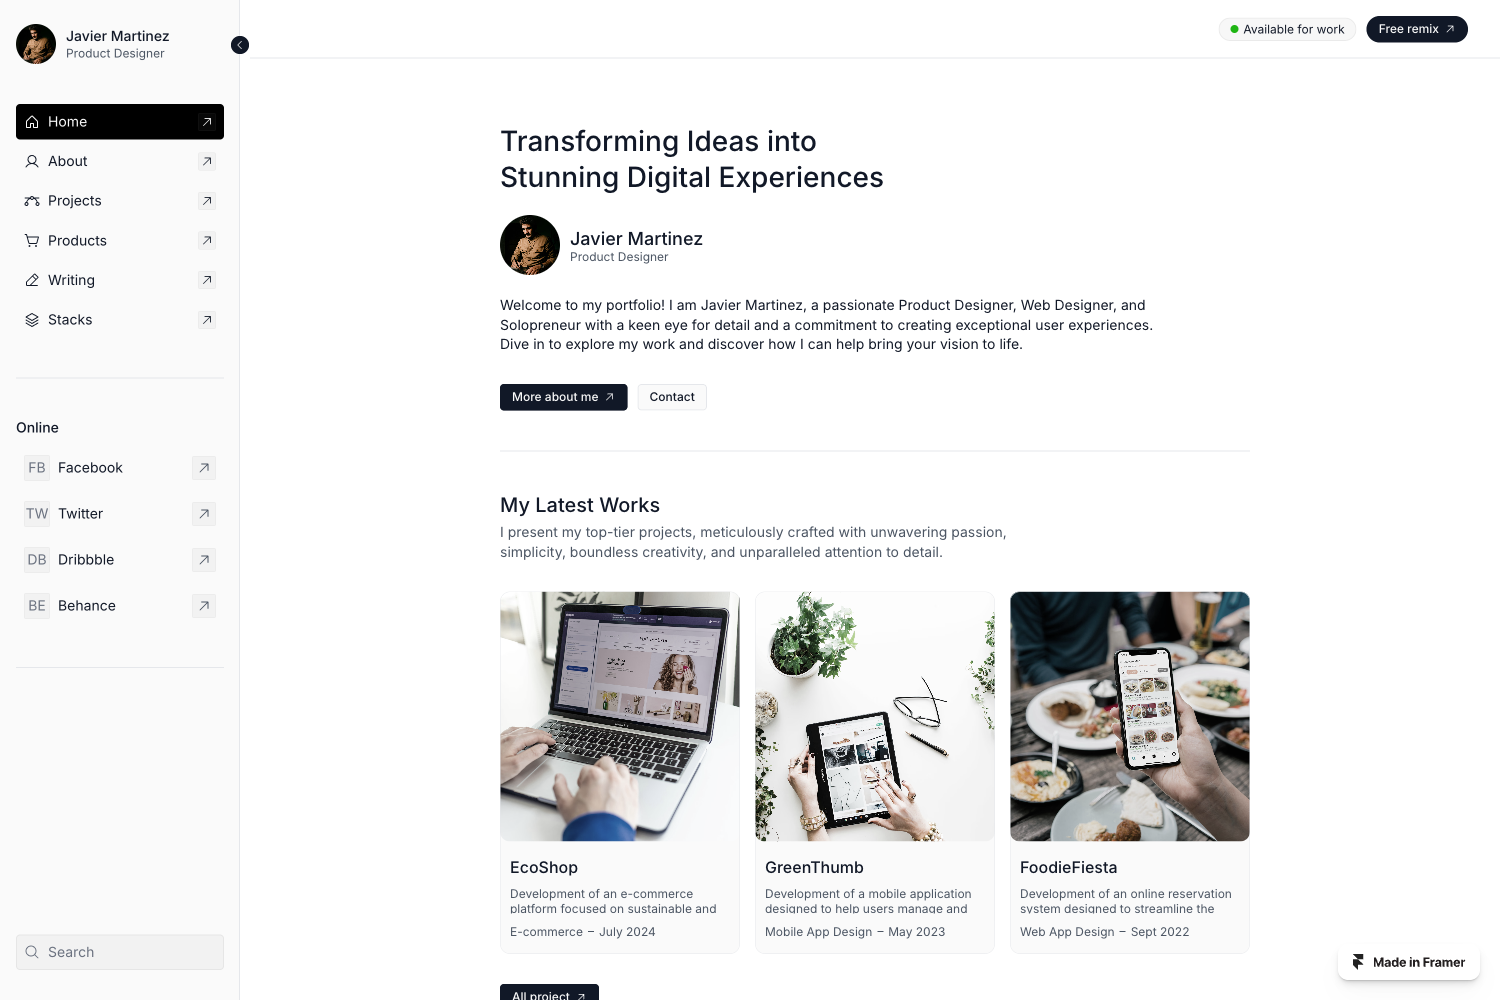 Javier Martinez
Product Designer
Home
About
Projects
Products
Writing
Stacks
Online
FB Facebook
TW Twitter
DB Dribbble
BE Behance
Search
Available for work
Free remix
Transforming Ideas into
Stunning Digital Experiences
Javier Martinez
Product Designer
Welcome to my portfolio! I am Javier Martinez, a passionate Product Designer, Web Designer, and
Solopreneur with a keen eye for detail and a commitment to creating exceptional user experiences.
Dive in to explore my work and discover how I can help bring your vision to life.
More about me
Contact
My Latest Works
I present my top-tier projects, meticulously crafted with unwavering passion,
simplicity, boundless creativity, and unparalleled attention to detail.
EcoShop
Development of an e-commerce
platform focused on sustainable and
E-commerce – July 2024
GreenThumb
Development of a mobile application
designed to help users manage and
Mobile App Design – May 2023
FoodieFiesta
Development of an online reservation
system designed to streamline the
Web App Design – Sept 2022
All project
Made in Framer